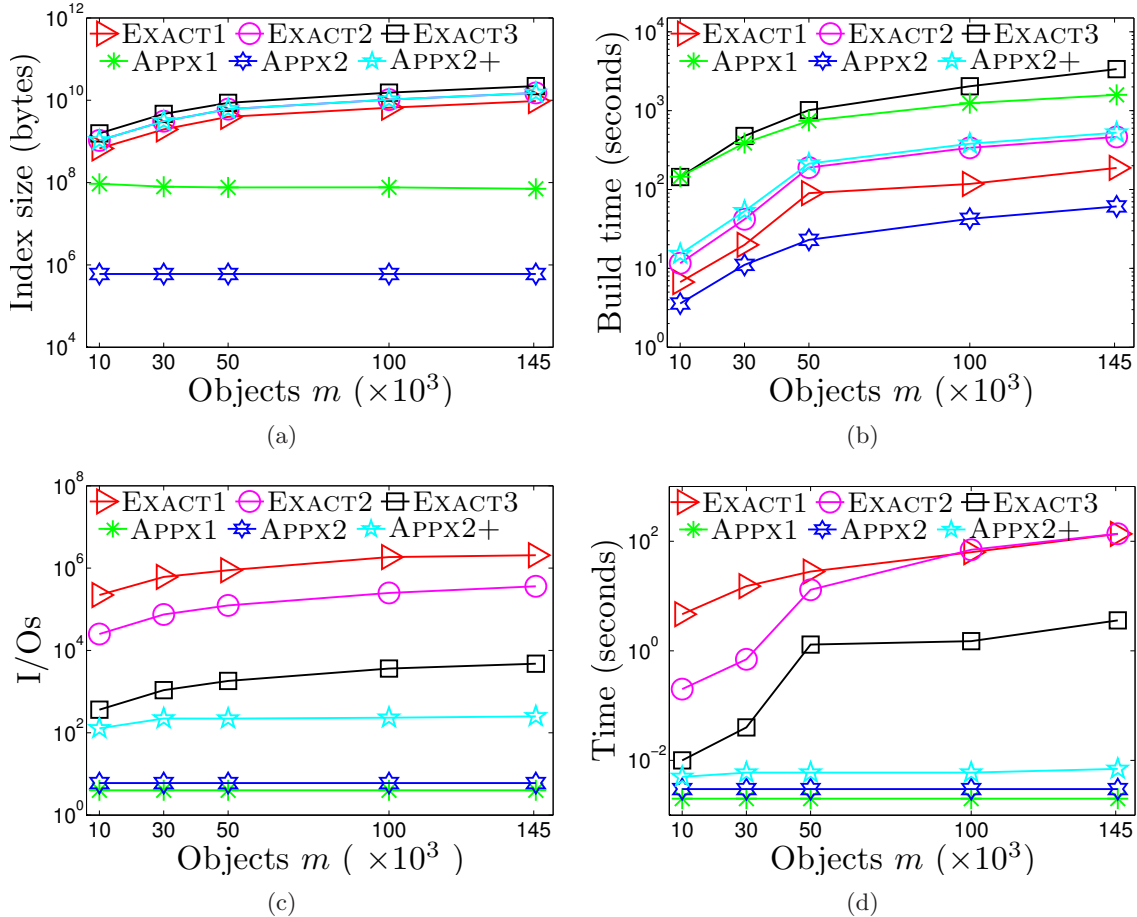 EXACT1 EXACT2 EXACT3
APPX1 APPX2 APPX2+
Index size (bytes)
10^12
10^10
10^8
10^6
10^4
10 30 50 100 145
Objects m (×10^3)
(a)
EXACT1 EXACT2 EXACT3
APPX1 APPX2 APPX2+
Build time (seconds)
10^4
10^3
10^2
10^1
10^0
10 30 50 100 145
Objects m (×10^3)
(b)
EXACT1 EXACT2 EXACT3
APPX1 APPX2 APPX2+
I/Os
10^8
10^6
10^4
10^2
10^0
10 30 50 100 145
Objects m ( ×10^3 )
(c)
EXACT1 EXACT2 EXACT3
APPX1 APPX2 APPX2+
Time (seconds)
10^2
10^0
10^−2
10 30 50 100 145
Objects m (×10^3)
(d)